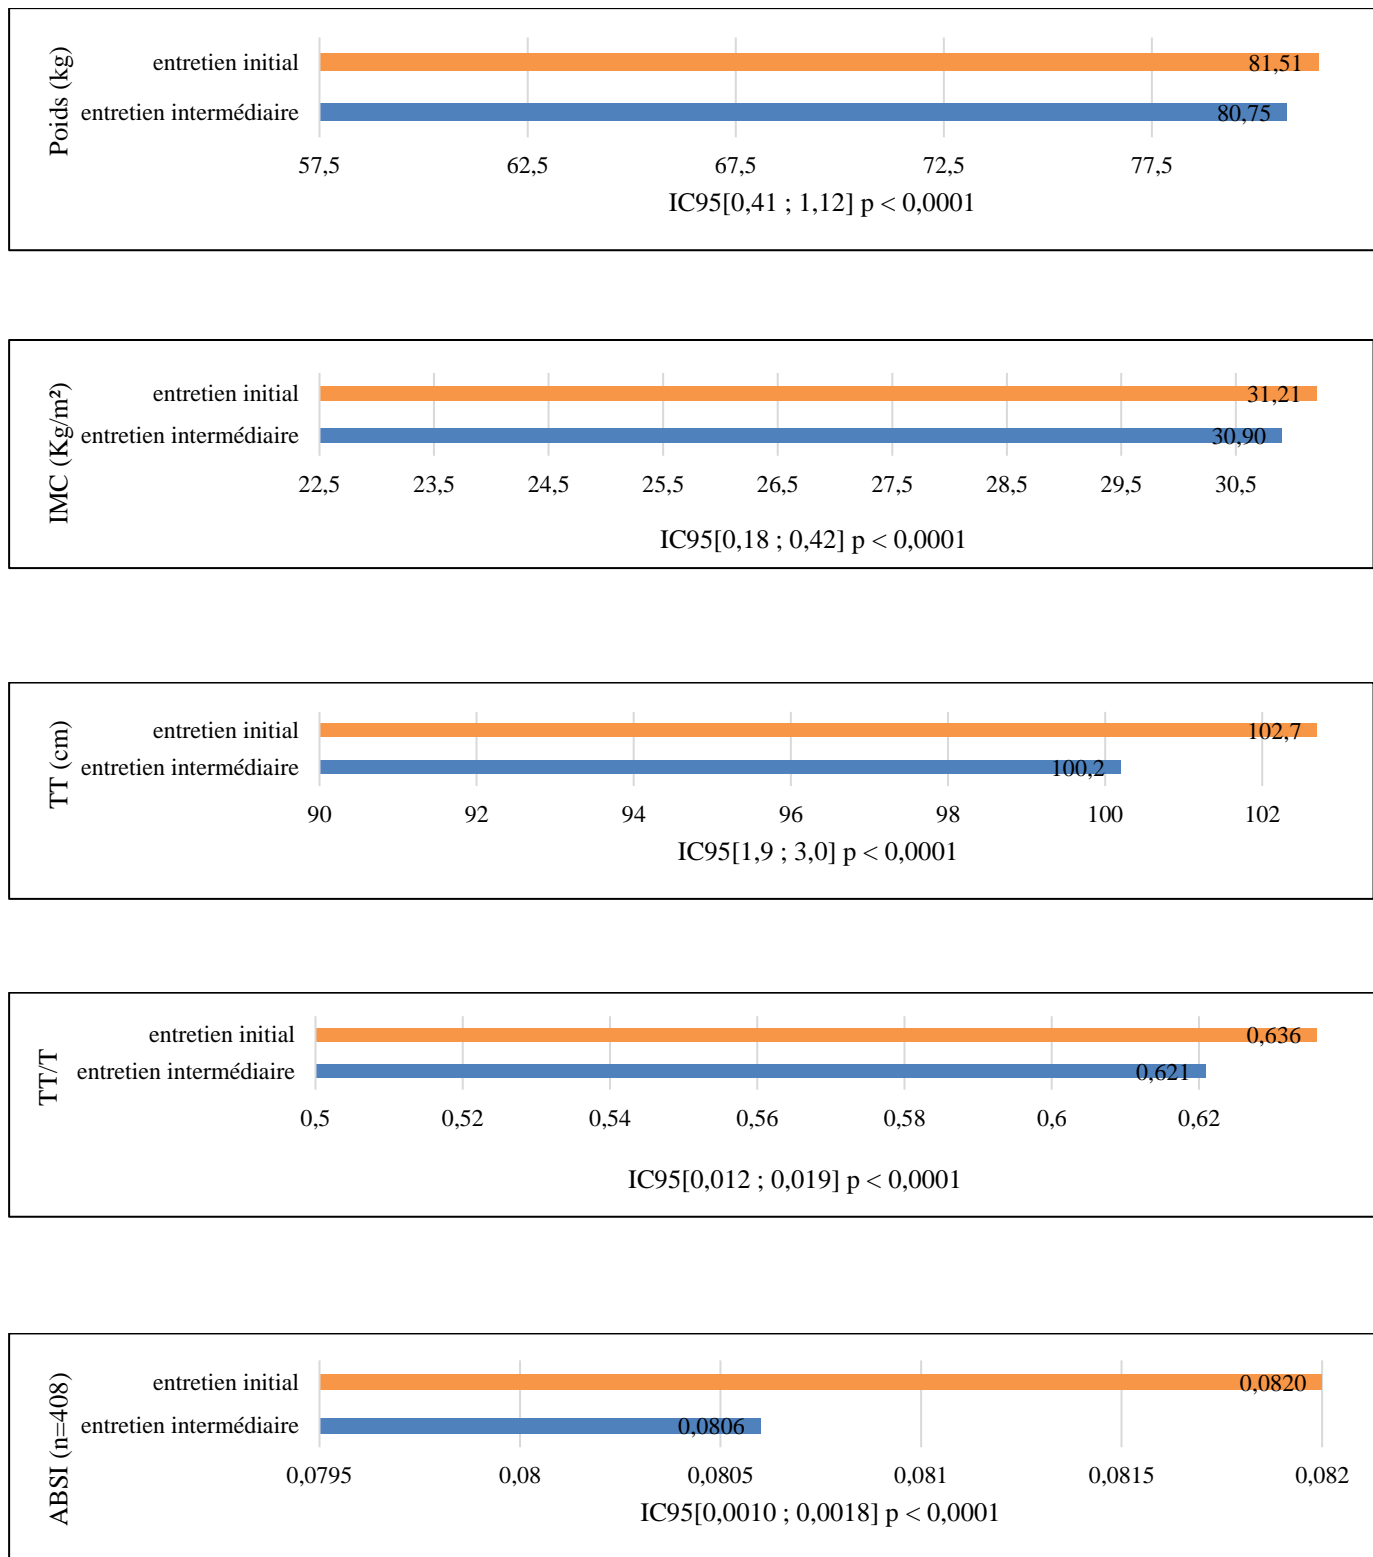 Poids (kg)
entretien initial
81,51
entretien intermédiaire
80,75
57,5 62,5 67,5 72,5 77,5
IC95[0,41 ; 1,12] p < 0,0001
IMC (Kg/m²)
entretien initial
31,21
entretien intermédiaire
30,90
22,5 23,5 24,5 25,5 26,5 27,5 28,5 29,5 30,5
IC95[0,18 ; 0,42] p < 0,0001
TT (cm)
entretien initial
102,7
entretien intermédiaire
100,2
90 92 94 96 98 100 102
IC95[1,9 ; 3,0] p < 0,0001
TT/T
entretien initial
0,636
entretien intermédiaire
0,621
0,5 0,52 0,54 0,56 0,58 0,6 0,62
IC95[0,012 ; 0,019] p < 0,0001
ABSI (n=408)
entretien initial
0,0820
entretien intermédiaire
0,0806
0,0795 0,08 0,0805 0,081 0,0815 0,082
IC95[0,0010 ; 0,0018] p < 0,0001